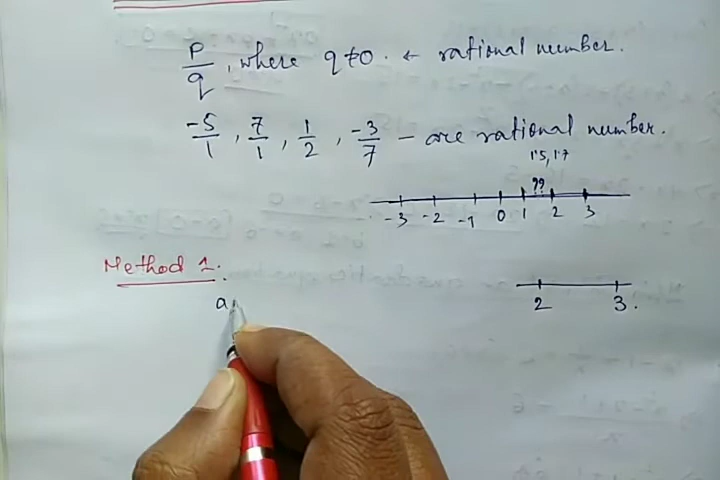 P/q, where q≠0. ← rational number.
-5/1, 7/1, 1/2, -3/7 - are rational number.
1.5, 1.7
??
-3 -2 -1 0 1 2 3
Method 1:
2 3.
a,